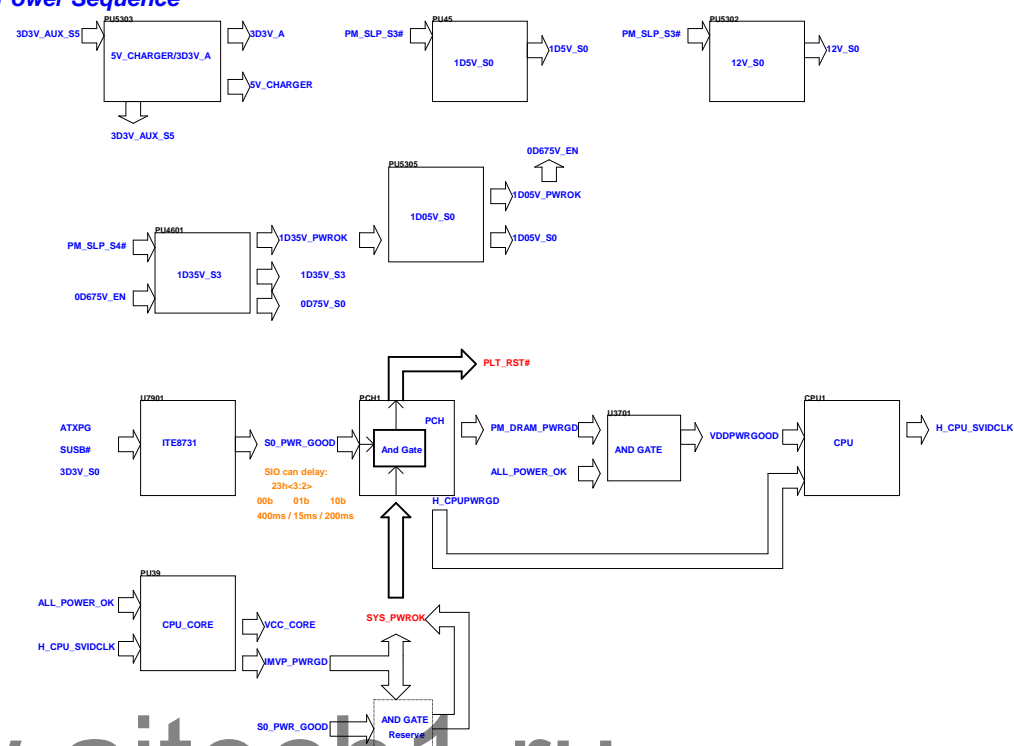 Power Sequence
PU5303
3D3V_AUX_S5
5V_CHARGER/3D3V_A
3D3V_A
5V_CHARGER
3D3V_AUX_S5
PU45
PM_SLP_S3#
1D5V_S0
1D5V_S0
PU5302
PM_SLP_S3#
12V_S0
12V_S0
0D675V_EN
PU5305
1D05V_S0
1D05V_PWROK
1D05V_S0
PU4601
PM_SLP_S4#
0D675V_EN
1D35V_S3
1D35V_PWROK
1D35V_S3
0D75V_S0
PLT_RST#
U7901
ATXPG
SUSB#
3D3V_S0
ITE8731
S0_PWR_GOOD
SIO can delay:
23h<3:2>
00b 01b 10b
400ms / 15ms / 200ms
PCH1
PCH
And Gate
PM_DRAM_PWRGD
ALL_POWER_OK
H_CPUPWRGD
U3701
AND GATE
VDDPWRGOOD
CPU1
CPU
H_CPU_SVIDCLK
PU39
ALL_POWER_OK
H_CPU_SVIDCLK
CPU_CORE
VCC_CORE
IMVP_PWRGD
SYS_PWROK
S0_PWR_GOOD
AND GATE
Reserve